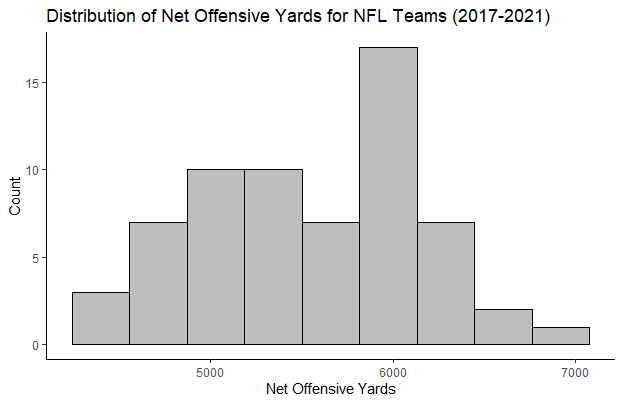 Distribution of Net Offensive Yards for NFL Teams (2017-2021)
15
10
5
0
Count
5000
6000
7000
Net Offensive Yards